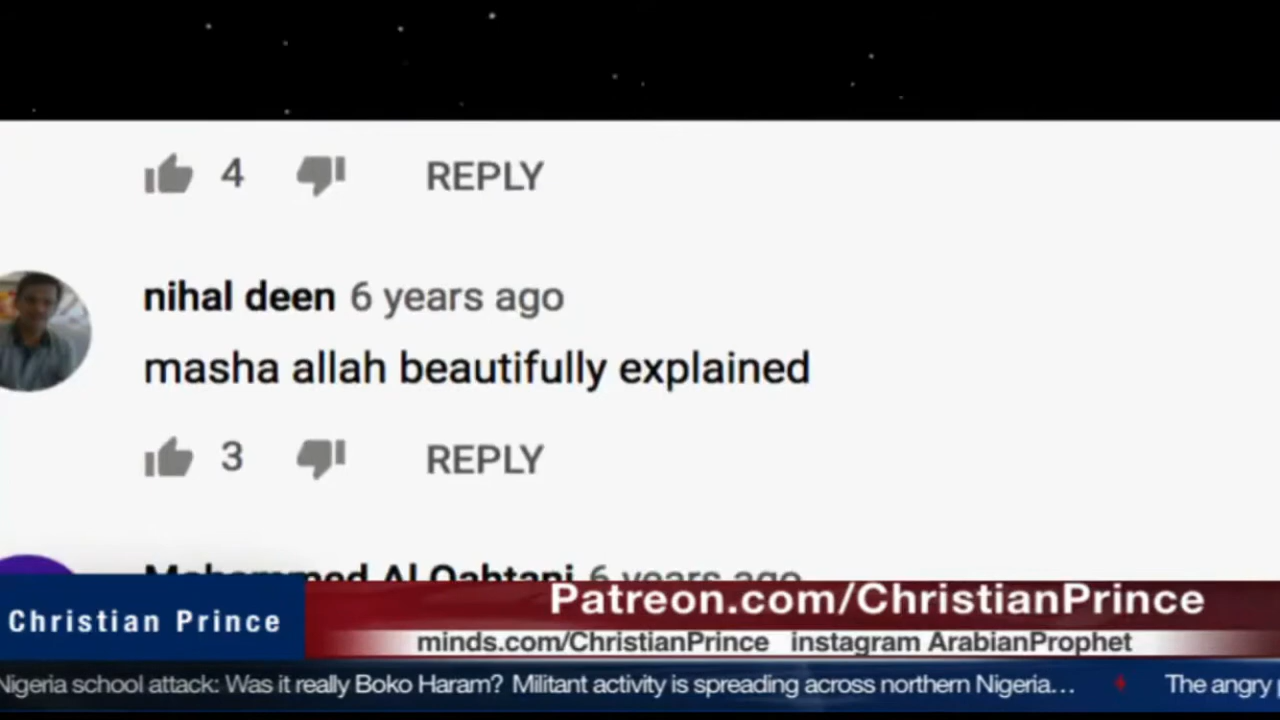 4 REPLY
nihal deen 6 years ago
masha allah beautifully explained
3 REPLY
Mohammed Al Qahtani 6 years ago
Christian Prince
Patreon.com/ChristianPrince
minds.com/ChristianPrince instagram ArabianProphet
Nigeria school attack: Was it really Boko Haram? Militant activity is spreading across northern Nigeria... The angry